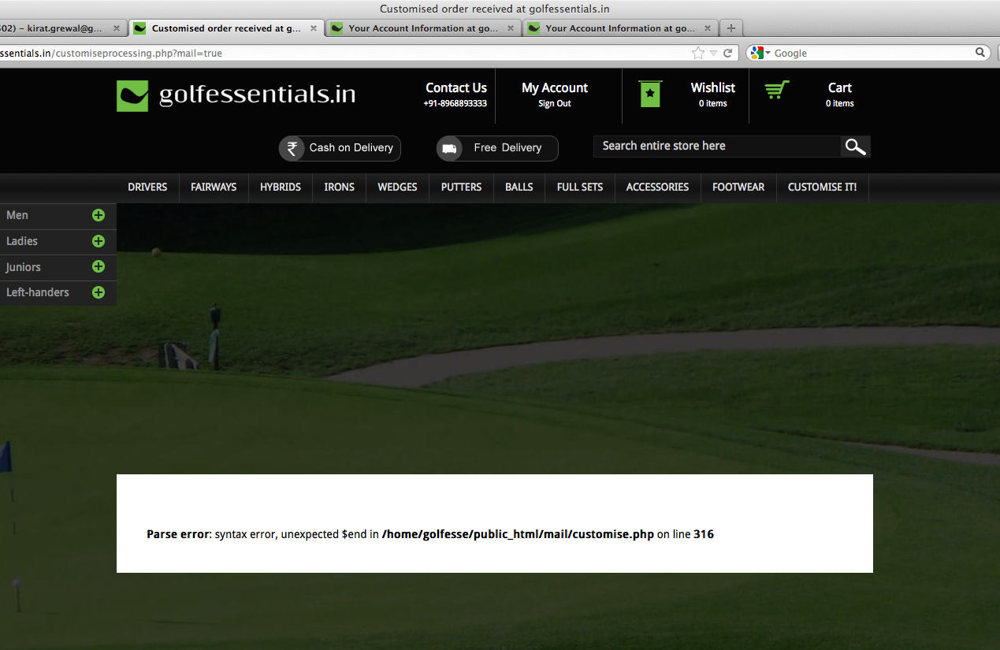 Customised order received at golfessentials.in
502) – kirat.grewal@g...
Customised order received at g...
Your Account Information at go...
Your Account Information at go...
ssentials.in/customiseprocessing.php?mail=true
Google
golfessentials.in
Contact Us
+91-8968893333
My Account
Sign Out
Wishlist
0 items
Cart
0 items
₹ Cash on Delivery
Free Delivery
Search entire store here
DRIVERS FAIRWAYS HYBRIDS IRONS WEDGES PUTTERS BALLS FULL SETS ACCESSORIES FOOTWEAR CUSTOMISE IT!
Men
Ladies
Juniors
Left-handers
Parse error: syntax error, unexpected $end in /home/golfesse/public_html/mail/customise.php on line 316